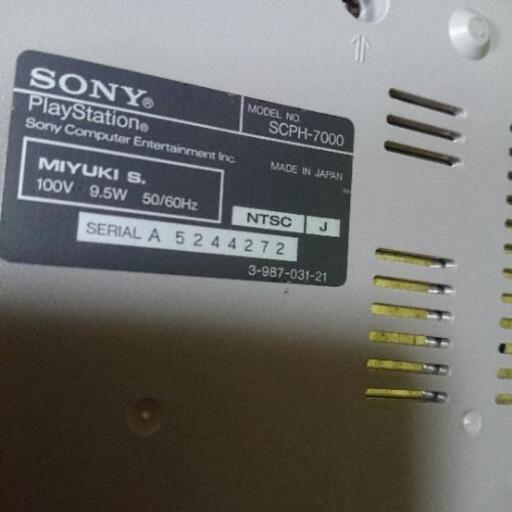 SONY®
PlayStation®
Sony Computer Entertainment Inc.
MODEL NO.
SCPH-7000
MADE IN JAPAN
MIYUKI S.
100V 9.5W 50/60Hz
NTSC J
SERIAL A 5244272
3-987-031-21